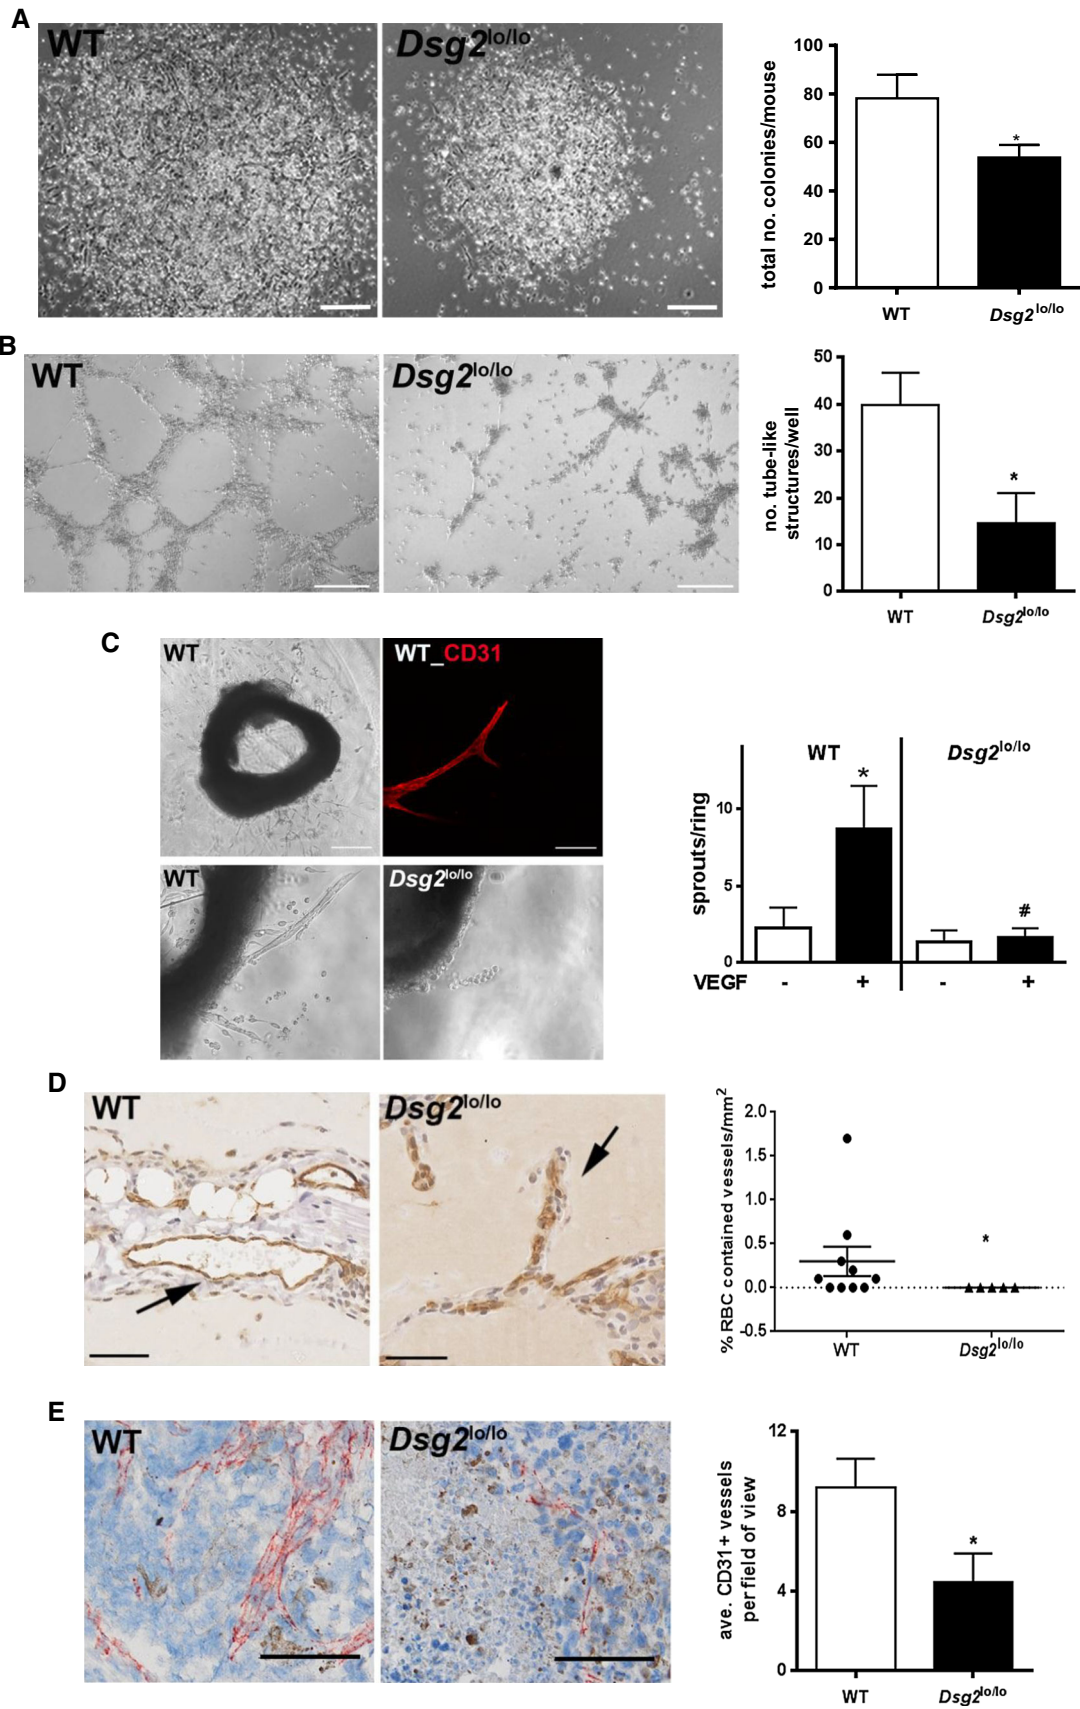 A
WT
Dsg2lo/lo
total no. colonies/mouse
100
80
60
40
20
0
*
WT
Dsg2lo/lo
B
WT
Dsg2lo/lo
no. tube-like
structures/well
50
40
30
20
10
0
*
WT
Dsg2lo/lo
C
WT
WT_CD31
WT
Dsg2lo/lo
sprouts/ring
WT
Dsg2lo/lo
10
5
0
*
#
VEGF - + - +
D
WT
Dsg2lo/lo
% RBC contained vessels/mm2
2.0
1.5
1.0
0.5
0.0
-0.5
*
WT
Dsg2lo/lo
E
WT
Dsg2lo/lo
ave. CD31+ vessels
per field of view
12
8
4
0
*
WT
Dsg2lo/lo